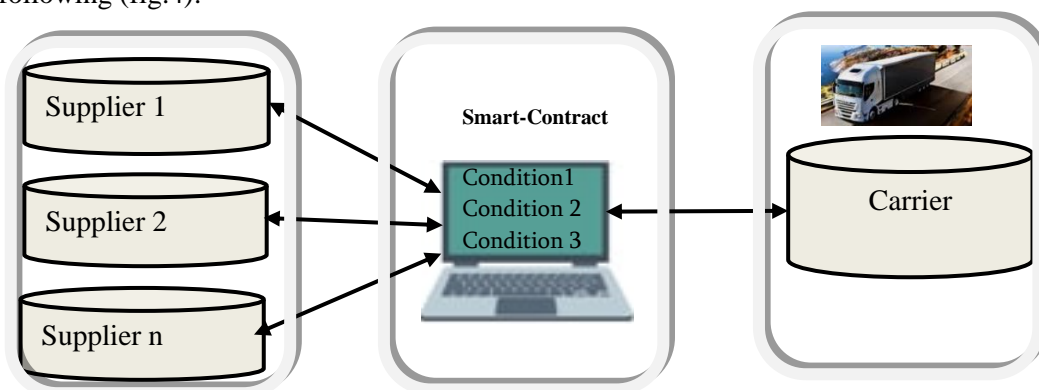 following (fig.4):
Supplier 1
Supplier 2
Supplier n
Smart-Contract
Condition1
Condition 2
Condition 3
Carrier